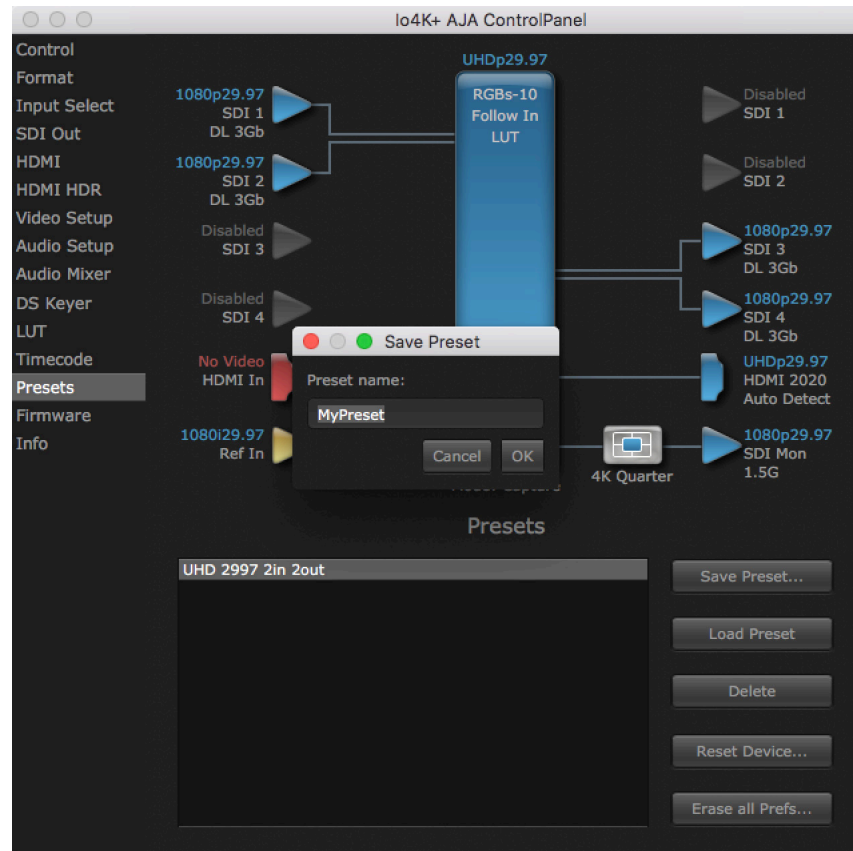 Io4K+ AJA ControlPanel
Control
Format
Input Select
SDI Out
HDMI
HDMI HDR
Video Setup
Audio Setup
Audio Mixer
DS Keyer
LUT
Timecode
Presets
Firmware
Info
1080p29.97
SDI 1
DL 3Gb
1080p29.97
SDI 2
DL 3Gb
Disabled
SDI 3
Disabled
SDI 4
No Video
HDMI In
1080i29.97
Ref In
UHDp29.97
RGBs-10
Follow In
LUT
Disabled
SDI 1
Disabled
SDI 2
1080p29.97
SDI 3
DL 3Gb
1080p29.97
SDI 4
DL 3Gb
UHDp29.97
HDMI 2020
Auto Detect
4K Quarter
1080p29.97
SDI Mon
1.5G
Save Preset
Preset name:
MyPreset
Cancel
OK
Presets
UHD 2997 2in 2out
Save Preset...
Load Preset
Delete
Reset Device...
Erase all Prefs...